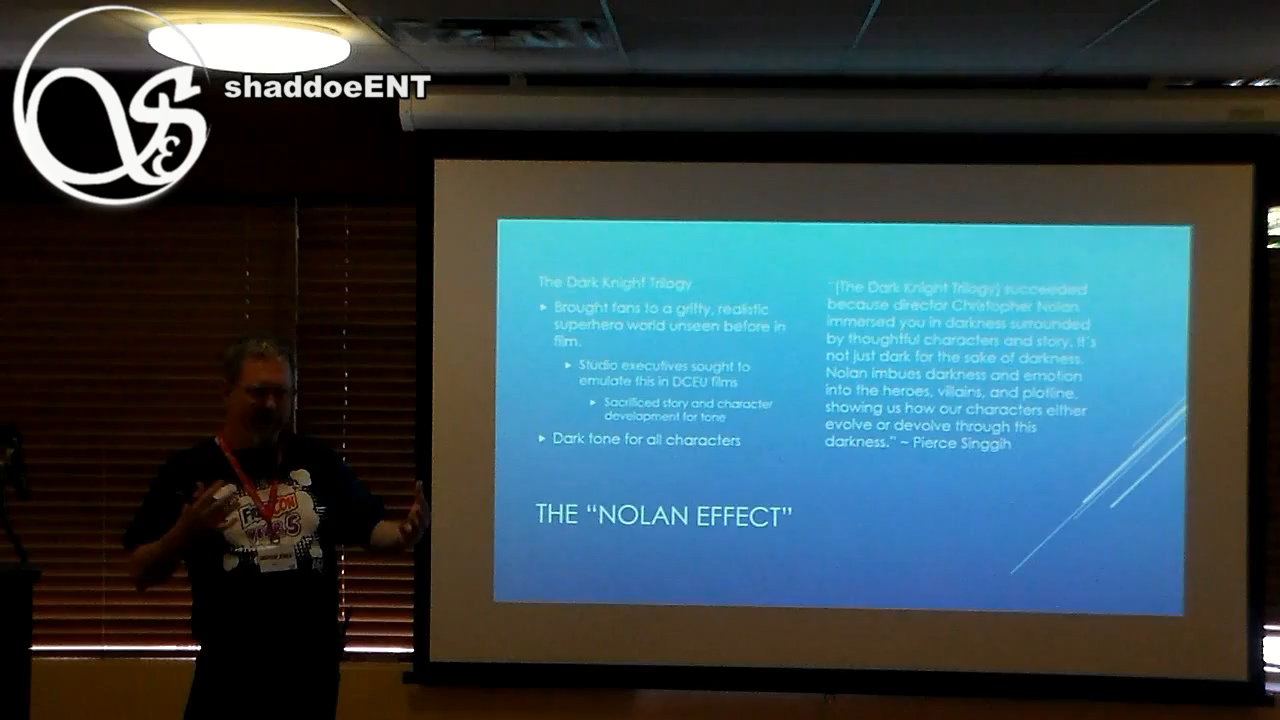 shaddoeENT
The Dark Knight Trilogy
Brought fans to a gritty, realistic
superhero world unseen before in
film.
Studio executives sought to
emulate this in DCEU films
Sacrificed story and character
development for tone
Dark tone for all characters
"[The Dark Knight Trilogy] succeeded
because director Christopher Nolan
immersed you in darkness surrounded
by thoughtful characters and story. It's
not just dark for the sake of darkness.
Nolan imbues darkness and emotion
into the heroes, villains, and plotline,
showing us how our characters either
evolve or devolve through this
darkness." ~ Pierce Singgih
THE “NOLAN EFFECT”